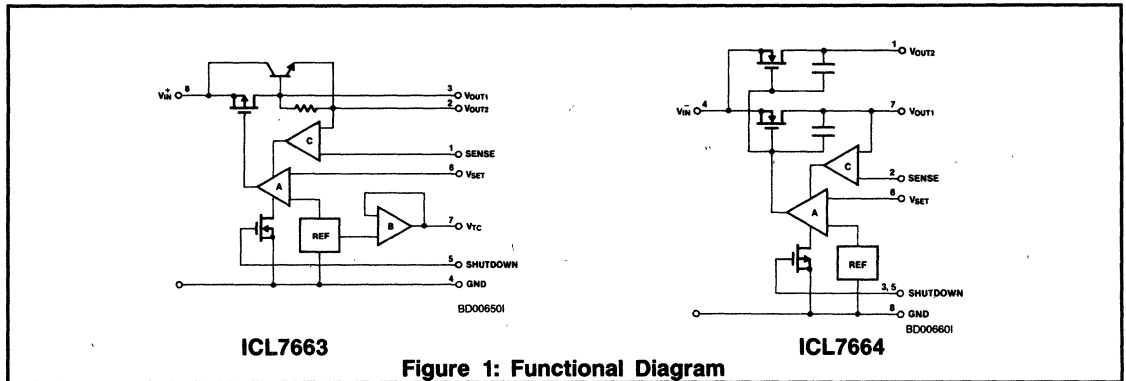 V+IN 8
3 VOUT1
2 VOUT2
C
1 SENSE
6 VSET
A
REF
B
7 VTC
5 SHUTDOWN
4 GND
BD00650I
ICL7663
1 VOUT2
V-IN 4
7 VOUT1
C
2 SENSE
6 VSET
A
REF
3, 5 SHUTDOWN
8 GND
BD00660I
ICL7664
Figure 1: Functional Diagram